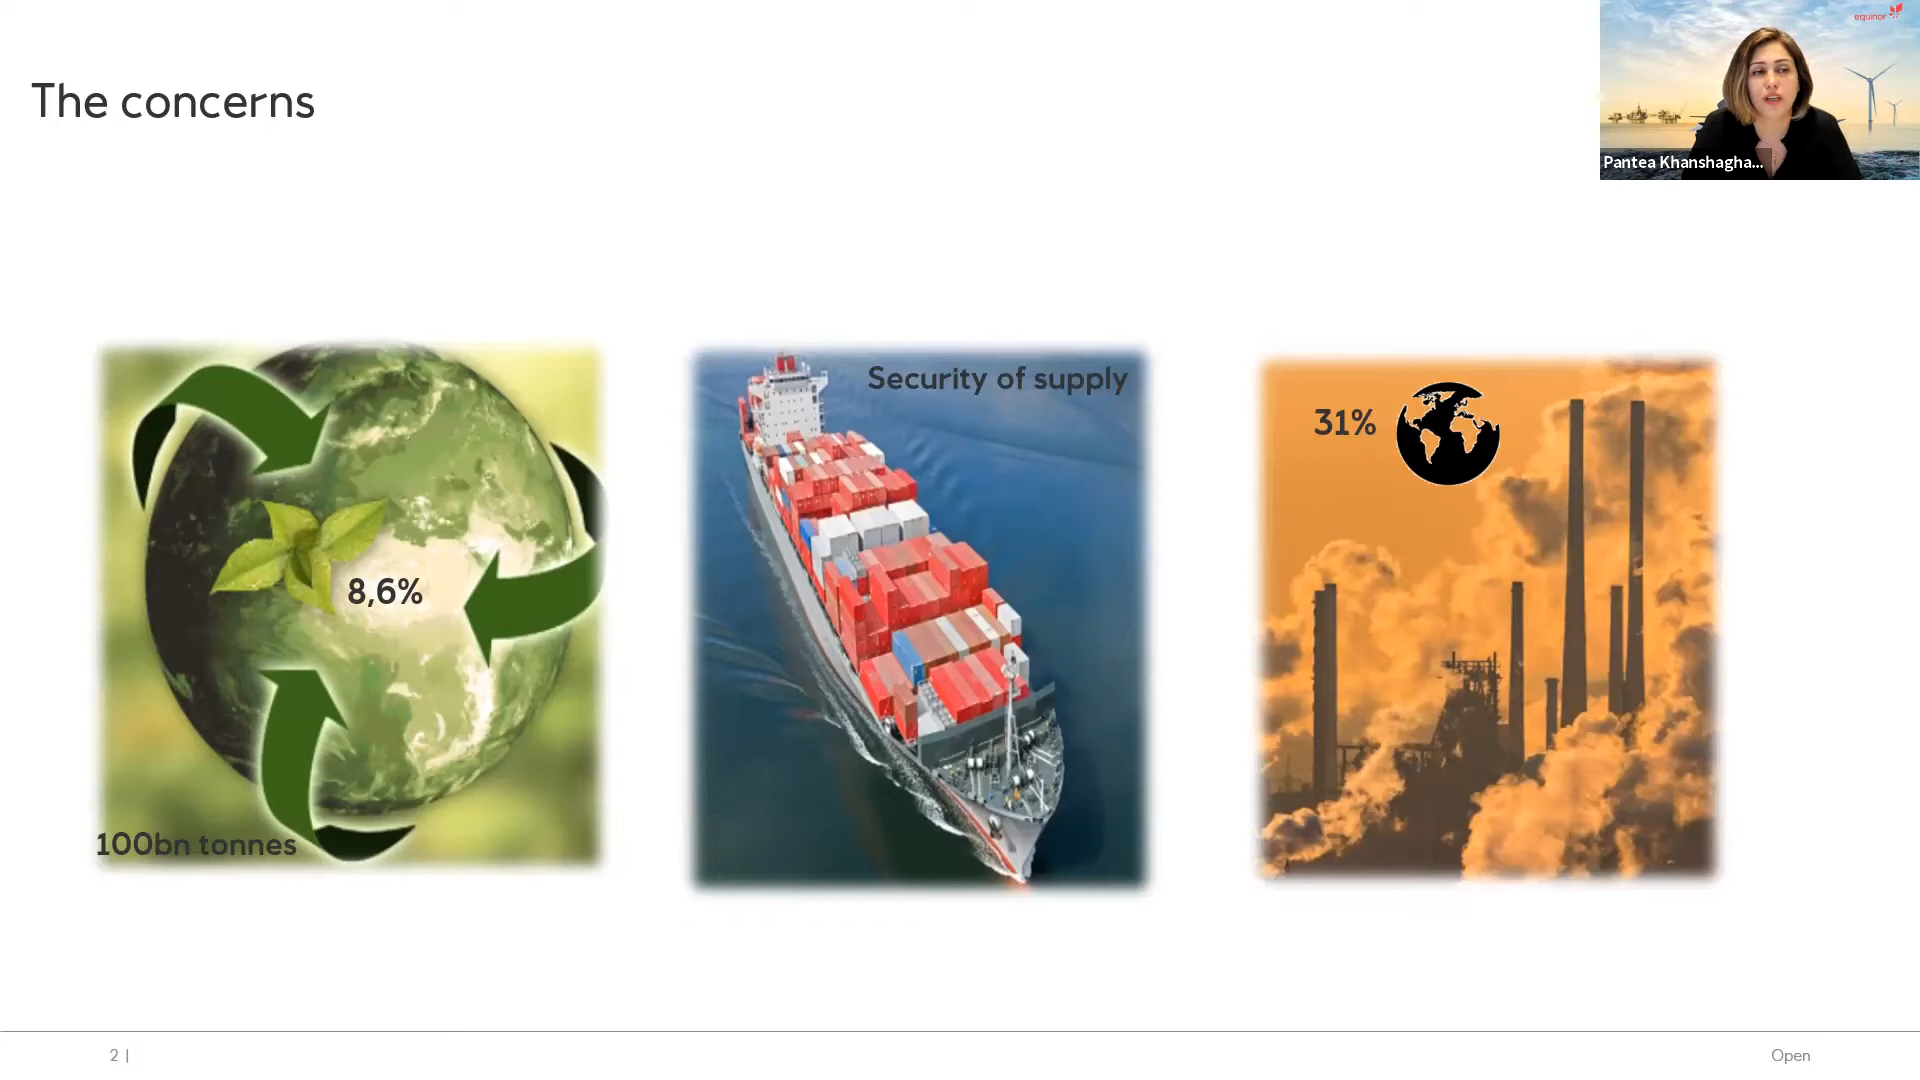 The concerns
equinor
Pantea Khanshagha...
8,6%
100bn tonnes
Security of supply
31%
2 |
Open